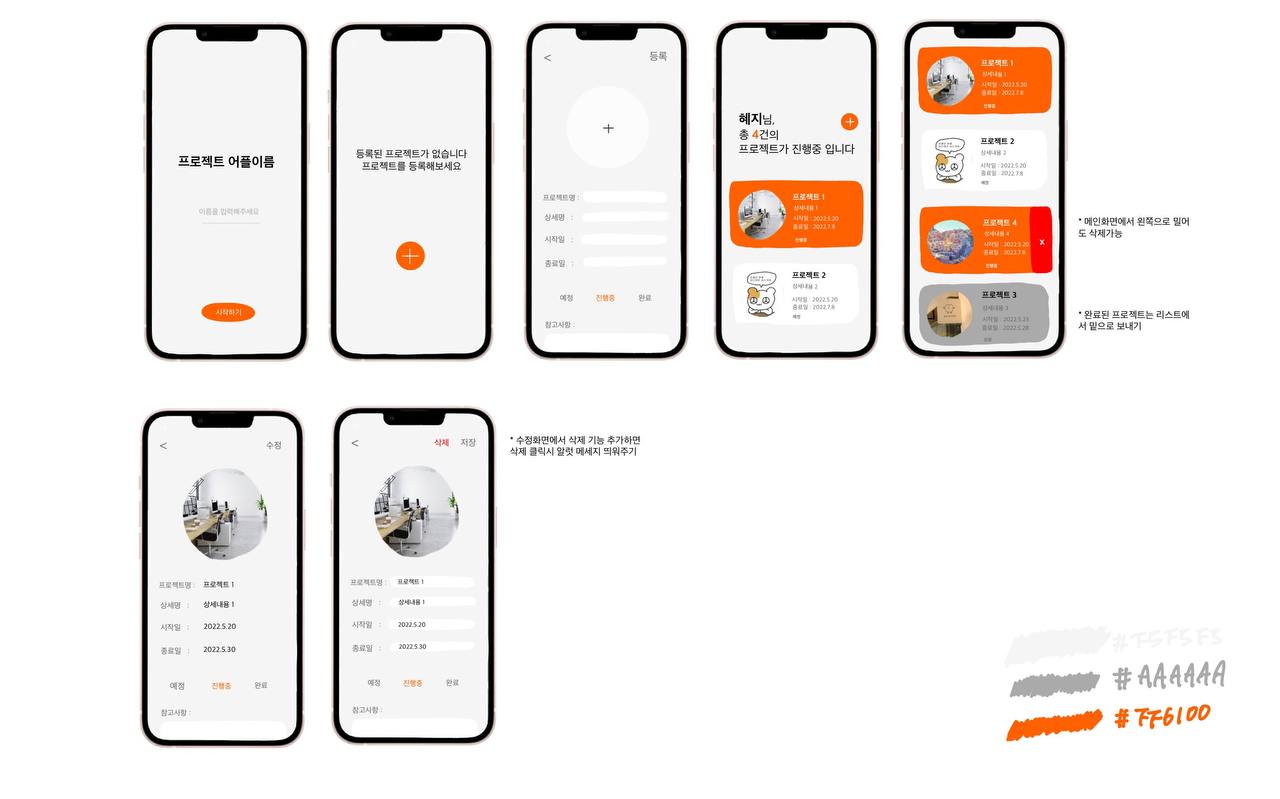 프로젝트 어플이름
이름을 입력해주세요
시작하기
등록된 프로젝트가 없습니다
프로젝트를 등록해보세요
+
< 등록
+
프로젝트명 :
상세명 :
시작일 :
종료일 :
예정 진행중 완료
참고사항 :
혜지님,
총 4건의
프로젝트가 진행중 입니다
+
프로젝트 1
상세내용 1
시작일 : 2022.5.20
종료일 : 2022.7.8
진행중
프로젝트 2
상세내용 2
시작일 : 2022.5.20
종료일 : 2022.7.8
예정
프로젝트 1
상세내용 1
시작일 : 2022.5.20
종료일 : 2022.7.8
진행중
프로젝트 2
상세내용 2
시작일 : 2022.5.20
종료일 : 2022.7.8
예정
프로젝트 4
상세내용 4
시작일 : 2022.5.20
종료일 : 2022.7.8
진행중
X
프로젝트 3
상세내용 3
시작일 : 2022.5.23
종료일 : 2022.5.28
완료
* 메인화면에서 왼쪽으로 밀어
도 삭제가능
* 완료된 프로젝트는 리스트에
서 밑으로 보내기
< 수정
프로젝트명 : 프로젝트 1
상세명 : 상세내용 1
시작일 : 2022.5.20
종료일 : 2022.5.30
예정 진행중 완료
참고사항 :
< 삭제 저장
프로젝트명 : 프로젝트 1
상세명 : 상세내용 1
시작일 : 2022.5.20
종료일 : 2022.5.30
예정 진행중 완료
참고사항 :
* 수정화면에서 삭제 기능 추가하면
삭제 클릭시 알럿 메세지 띄워주기
#F5F5F5
#AAAAAA
#FF6100